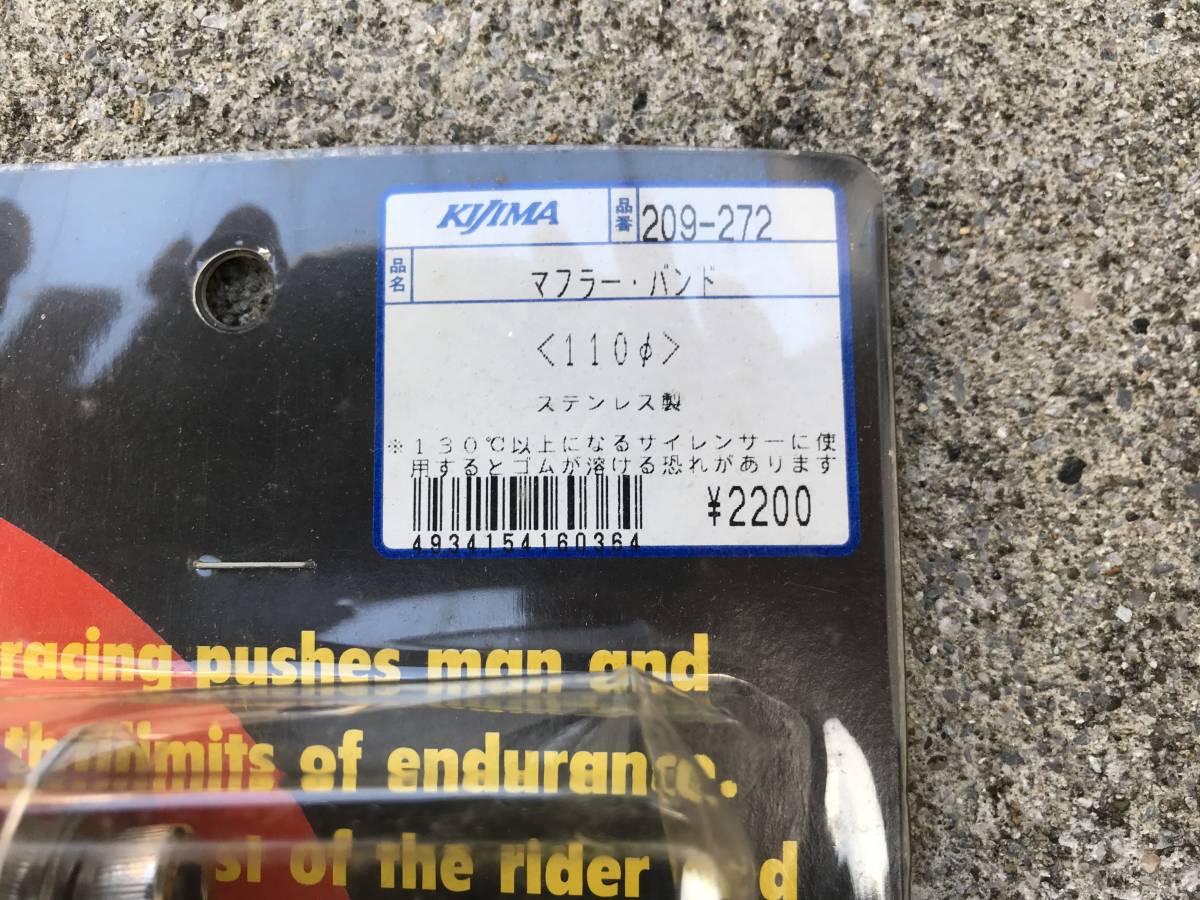 KIJIMA 品番 209-272
品名 マフラー・バンド
<110φ>
ステンレス製
※130℃以上になるサイレンサーに使
用するとゴムが溶ける恐れがあります
¥2200
4934154160364
racing pushes man and
the limits of endurance.
of the rider